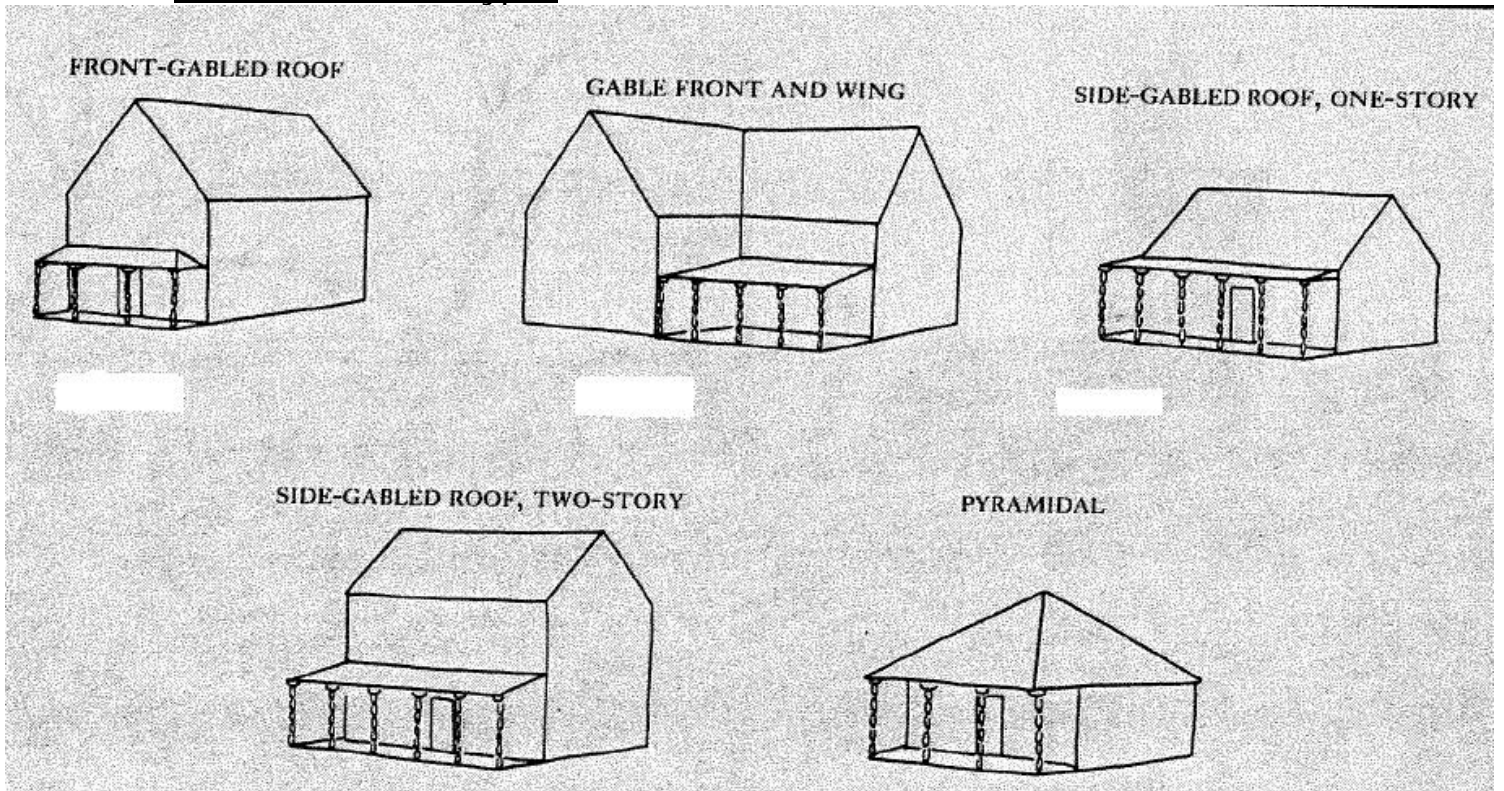 FRONT-GABLED ROOF
GABLE FRONT AND WING
SIDE-GABLED ROOF, ONE-STORY
SIDE-GABLED ROOF, TWO-STORY
PYRAMIDAL